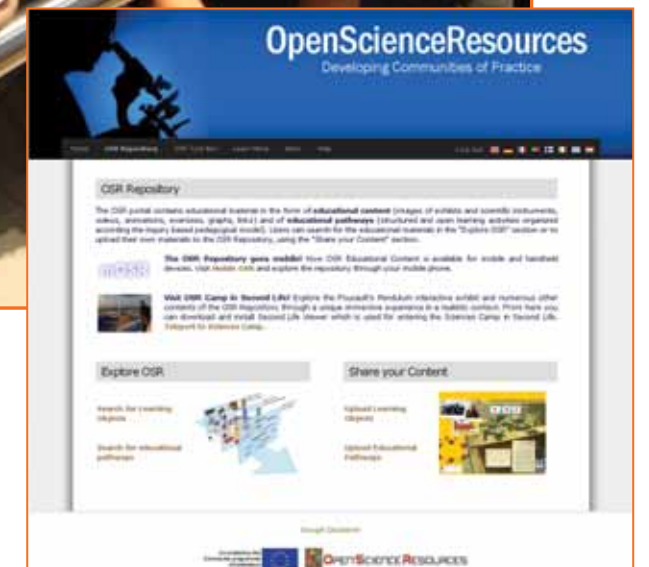 OpenScienceResources
Developing Communities of Practice
OSR Repository Help
OSR Repository
The OSR portal contains educational material in the form of educational content (images of exhibits and scientific instruments,
videos, animations, exercises, graphs, links) and of educational pathways (structured and open learning activities organized
according the inquiry based pedagogical model). Users can search for the educational materials in the "Explore OSR" section or to
upload their own materials to the OSR Repository, using the "Share your Content" section.
The OSR Repository goes mobile! Now OSR Educational Content is available for mobile and handheld
devices. Visit Mobile OSR and explore the repository through your mobile phone.
Visit OSR Camp in Second Life! Explore the Foucault's Pendulum interactive exhibit and numerous other
contents of the OSR Repository, through a unique immersive experience in a realistic context. From here you
can download and install Second Life Viewer which is used for entering the Sciences Camp in Second Life.
Teleport to Sciences Camp.
Explore OSR
Share your Content
Search for Learning
Objects
Search for educational
pathways
Upload Learning
Objects
Upload Educational
Pathways
OPENSCIENCERESOURCES